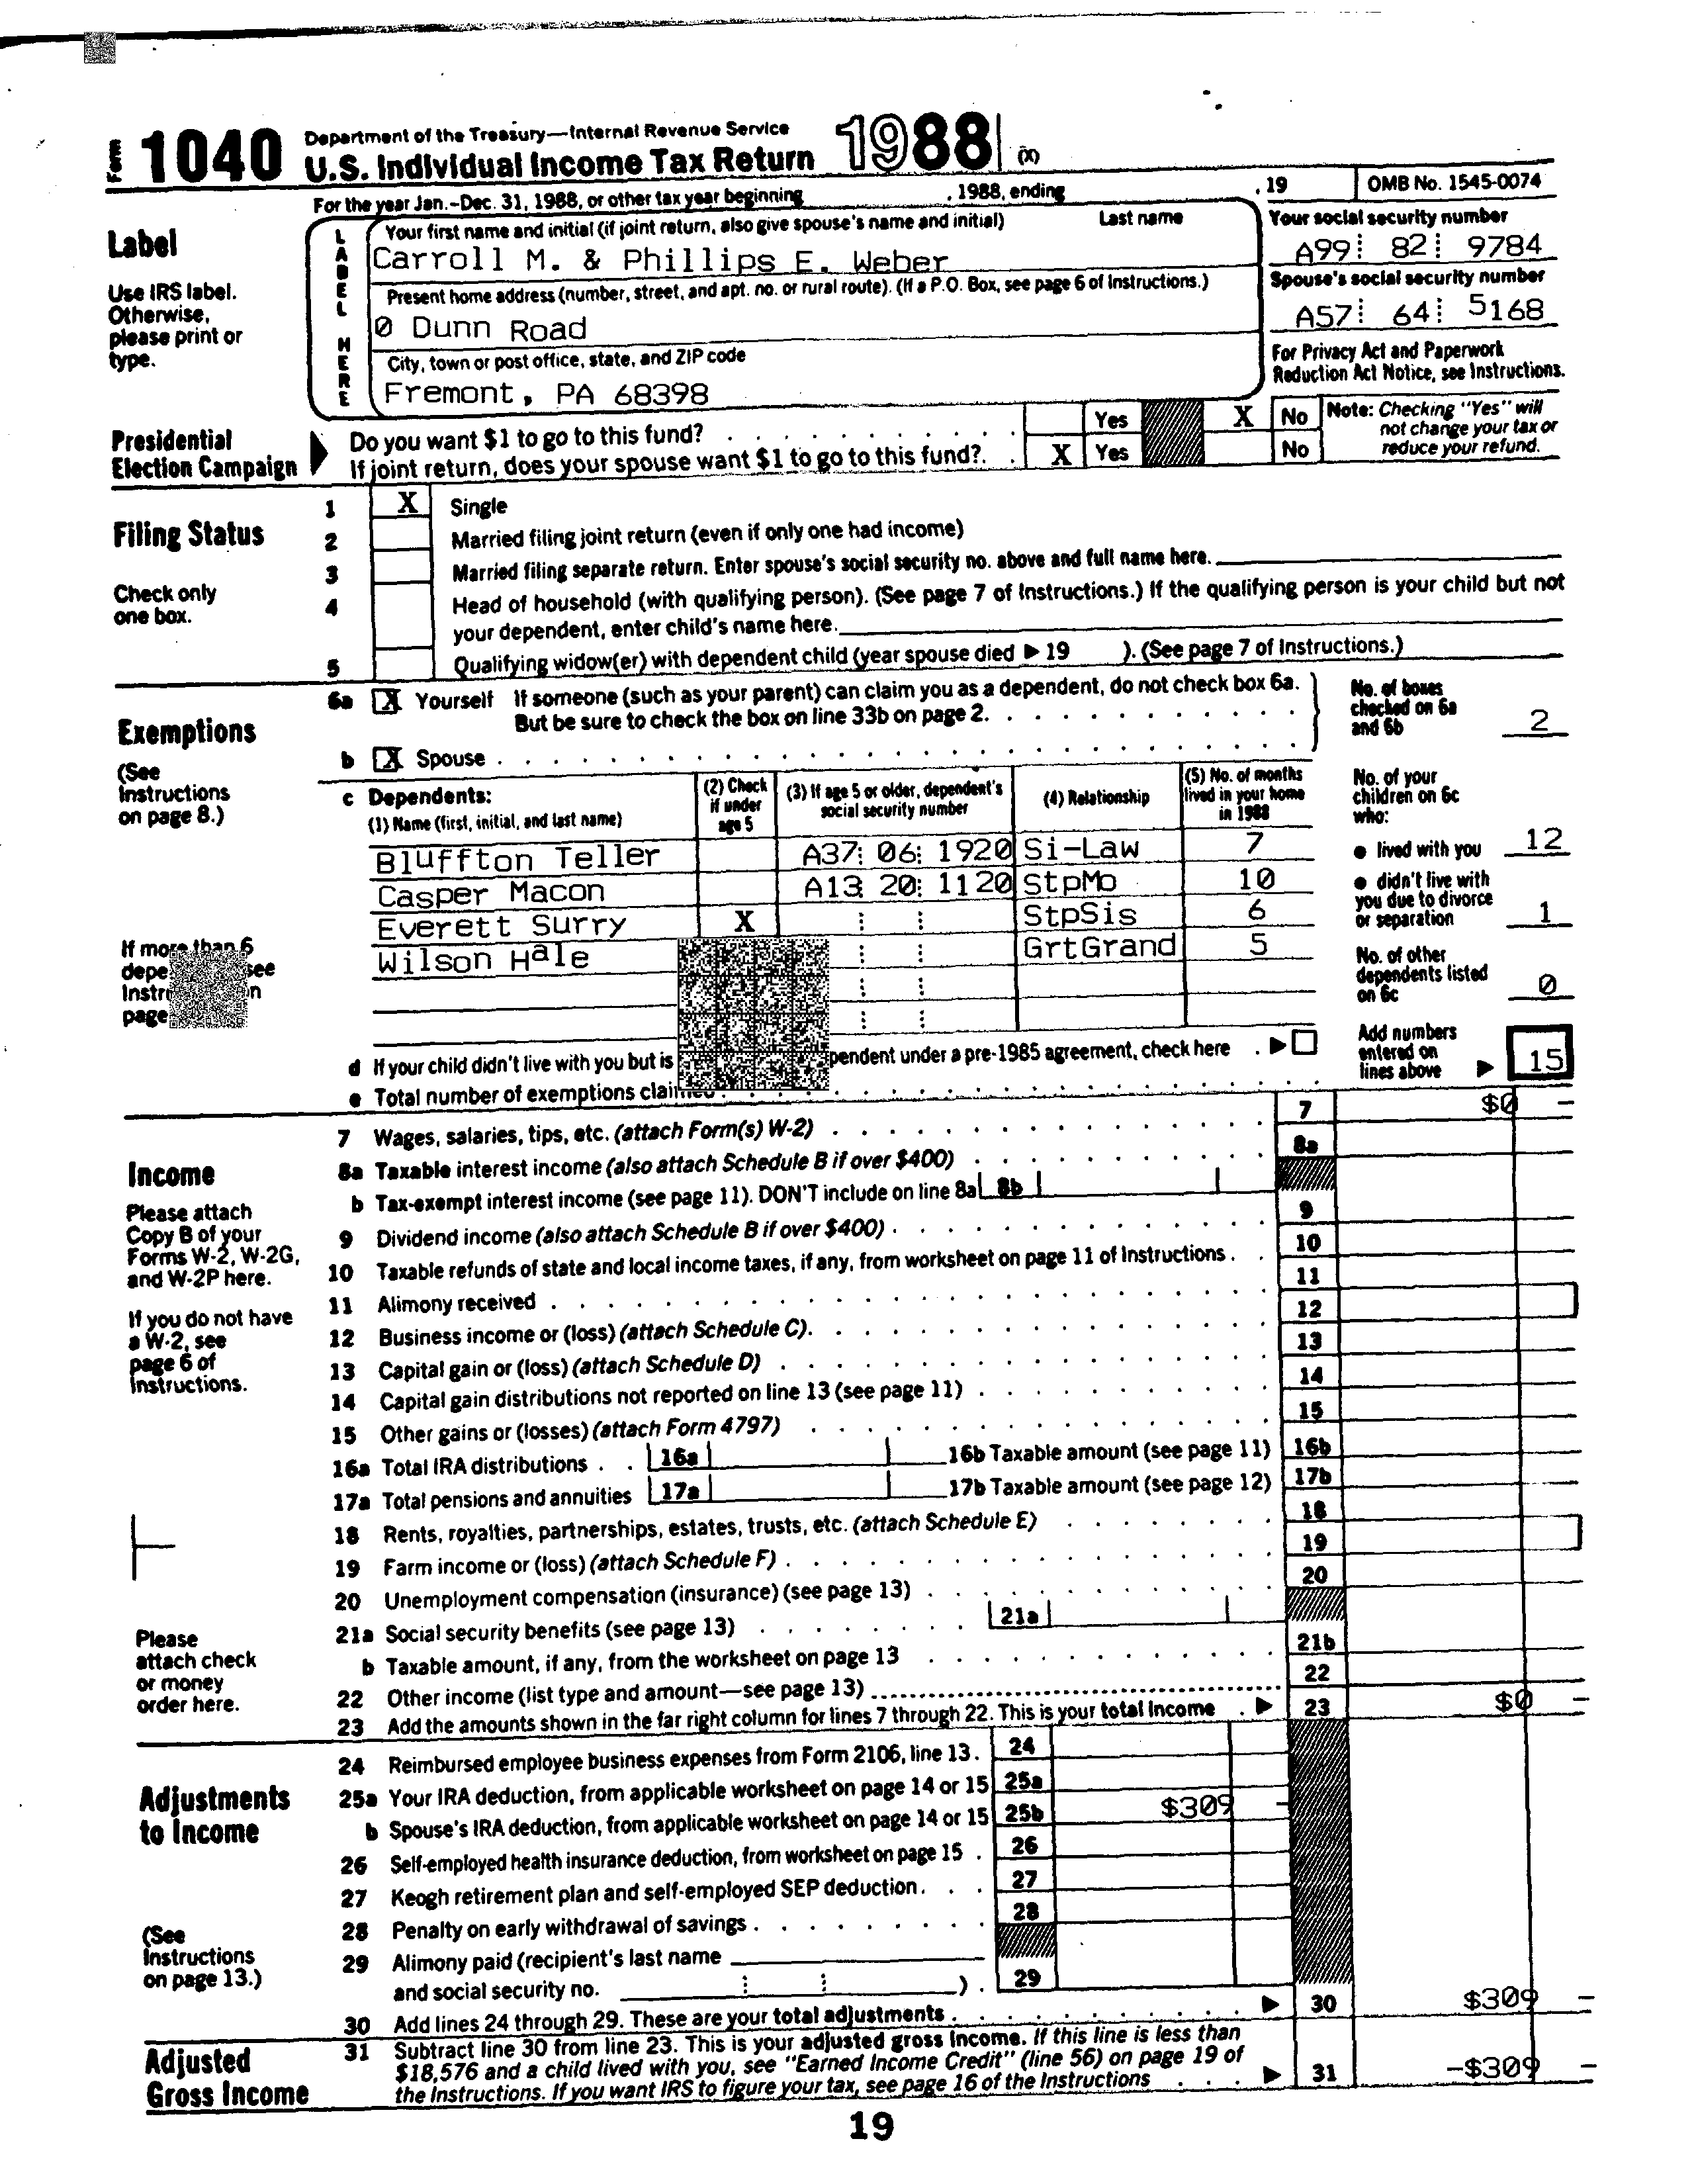 Form 1040 Department of the Treasury—Internal Revenue Service
U.S. Individual Income Tax Return 1988 (X)
For the year Jan.-Dec. 31, 1988, or other tax year beginning , 1988, ending , 19 OMB No. 1545-0074
Label
Use IRS label.
Otherwise,
please print or
type.
LABEL HERE
Your first name and initial (if joint return, also give spouse's name and initial) Last name
Carroll M. & Phillips E. Weber
Your social security number
A99 82 9784
Present home address (number, street, and apt. no. or rural route). (If a P.O. Box, see page 6 of Instructions.)
0 Dunn Road
Spouse's social security number
A57 64 5168
City, town or post office, state, and ZIP code
Fremont, PA 68398
For Privacy Act and Paperwork
Reduction Act Notice, see Instructions.
Presidential
Election Campaign
Do you want $1 to go to this fund? Yes X No
If joint return, does your spouse want $1 to go to this fund?. X Yes No
Note: Checking "Yes" will
not change your tax or
reduce your refund.
Filing Status
Check only
one box.
1 X Single
2 Married filing joint return (even if only one had income)
3 Married filing separate return. Enter spouse's social security no. above and full name here.
4 Head of household (with qualifying person). (See page 7 of Instructions.) If the qualifying person is your child but not
your dependent, enter child's name here.
5 Qualifying widow(er) with dependent child (year spouse died ▶ 19 ). (See page 7 of Instructions.)
Exemptions
(See
Instructions
on page 8.)
6a X Yourself If someone (such as your parent) can claim you as a dependent, do not check box 6a.
But be sure to check the box on line 33b on page 2.
b X Spouse
No. of boxes
checked on 6a
and 6b 2
c Dependents:
(1) Name (first, initial, and last name)
(2) Check
if under
age 5
(3) If age 5 or older, dependent's
social security number
(4) Relationship
(5) No. of months
lived in your home
in 1988
Bluffton Teller A37 06 1920 Si-Law 7
Casper Macon A13 20 1120 StpMo 10
Everett Surry X StpSis 6
Wilson Hale GrtGrand 5
No. of your
children on 6c
who:
● lived with you 12
● didn't live with
you due to divorce
or separation 1
No. of other
dependents listed
on 6c 0
Add numbers
entered on
lines above ▶ 15
If more than 6
depe see
Instr n
page
d If your child didn't live with you but is pendent under a pre-1985 agreement, check here ▶
e Total number of exemptions claimed
Income
Please attach
Copy B of your
Forms W-2, W-2G,
and W-2P here.
If you do not have
a W-2, see
page 6 of
Instructions.
Please
attach check
or money
order here.
7 Wages, salaries, tips, etc. (attach Form(s) W-2) 7 $0 —
8a Taxable interest income (also attach Schedule B if over $400) 8a
b Tax-exempt interest income (see page 11). DON'T include on line 8a 8b
9 Dividend income (also attach Schedule B if over $400) 9
10 Taxable refunds of state and local income taxes, if any, from worksheet on page 11 of Instructions 10
11 Alimony received 11
12 Business income or (loss) (attach Schedule C). 12
13 Capital gain or (loss) (attach Schedule D) 13
14 Capital gain distributions not reported on line 13 (see page 11) 14
15 Other gains or (losses) (attach Form 4797) 15
16a Total IRA distributions 16a 16b Taxable amount (see page 11) 16b
17a Total pensions and annuities 17a 17b Taxable amount (see page 12) 17b
18 Rents, royalties, partnerships, estates, trusts, etc. (attach Schedule E) 18
19 Farm income or (loss) (attach Schedule F) 19
20 Unemployment compensation (insurance) (see page 13) 20
21a Social security benefits (see page 13) 21a
b Taxable amount, if any, from the worksheet on page 13 21b
22 Other income (list type and amount—see page 13) 22
23 Add the amounts shown in the far right column for lines 7 through 22. This is your total income ▶ 23 $0 —
Adjustments
to Income
(See
Instructions
on page 13.)
24 Reimbursed employee business expenses from Form 2106, line 13. 24
25a Your IRA deduction, from applicable worksheet on page 14 or 15 25a
b Spouse's IRA deduction, from applicable worksheet on page 14 or 15 25b $309 —
26 Self-employed health insurance deduction, from worksheet on page 15 26
27 Keogh retirement plan and self-employed SEP deduction 27
28 Penalty on early withdrawal of savings 28
29 Alimony paid (recipient's last name
and social security no. ) 29
30 Add lines 24 through 29. These are your total adjustments ▶ 30 $309 —
Adjusted
Gross Income
31 Subtract line 30 from line 23. This is your adjusted gross income. If this line is less than
$18,576 and a child lived with you, see "Earned Income Credit" (line 56) on page 19 of
the Instructions. If you want IRS to figure your tax, see page 16 of the Instructions ▶ 31 -$309 —
19